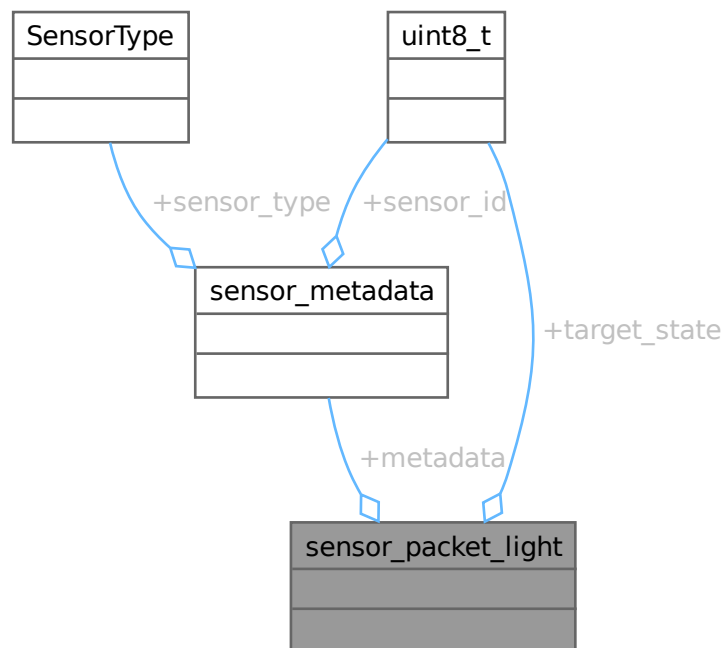 SensorType
uint8_t
+sensor_type
+sensor_id
sensor_metadata
+target_state
+metadata
sensor_packet_light